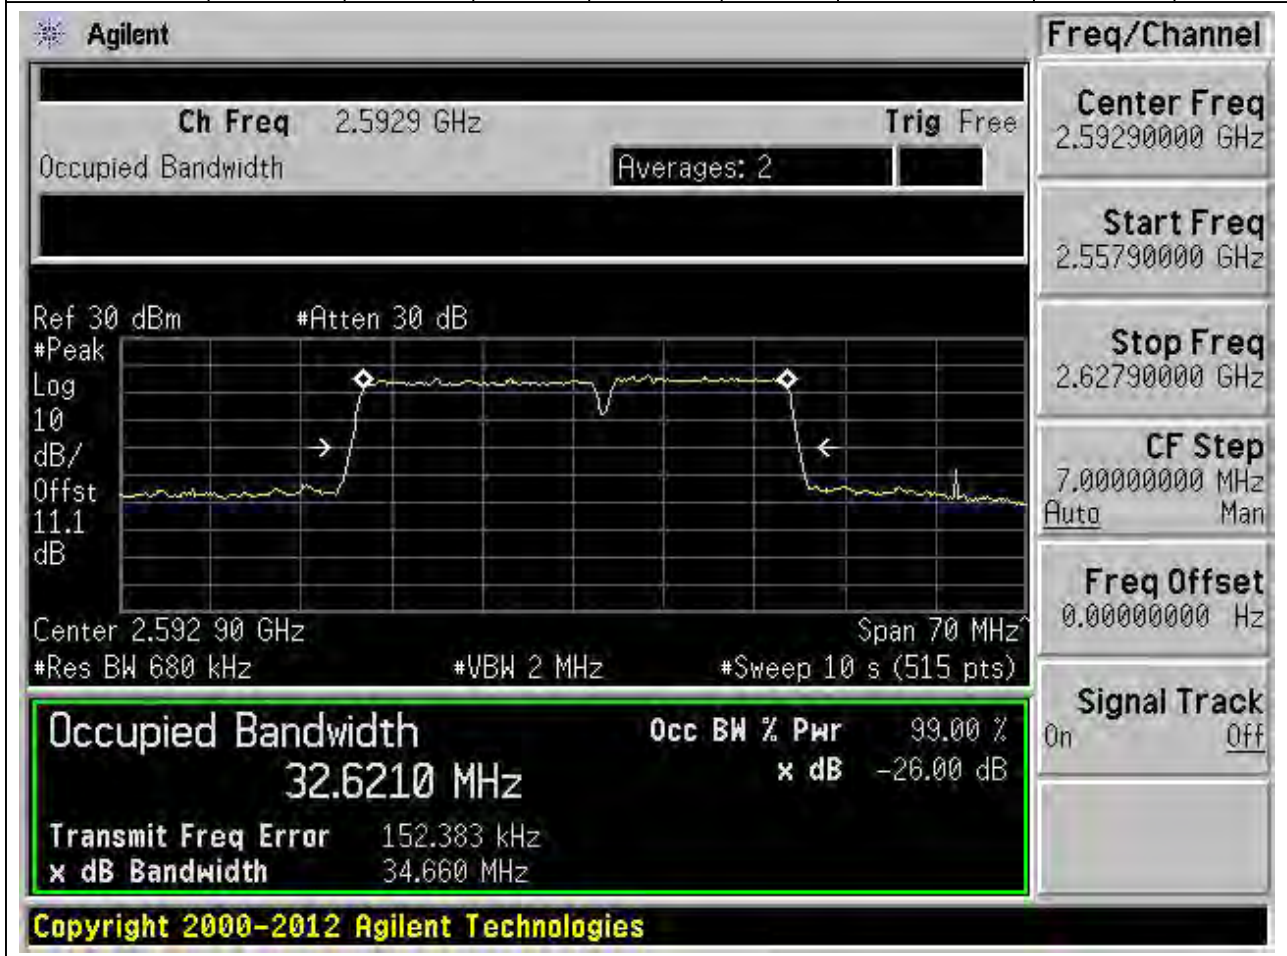 Agilent
Freq/Channel
Ch Freq 2.5929 GHz Trig Free
Occupied Bandwidth Averages: 2
Center Freq
2.59290000 GHz
Start Freq
2.55790000 GHz
Stop Freq
2.62790000 GHz
CF Step
7.00000000 MHz
Auto Man
Freq Offset
0.00000000 Hz
Signal Track
On Off
Ref 30 dBm #Atten 30 dB
#Peak
Log
10
dB/
Offst
11.1
dB
Center 2.592 90 GHz Span 70 MHz^
#Res BW 680 kHz #VBW 2 MHz #Sweep 10 s (515 pts)
Occupied Bandwidth Occ BW % Pwr 99.00 %
32.6210 MHz x dB -26.00 dB
Transmit Freq Error 152.383 kHz
x dB Bandwidth 34.660 MHz
Copyright 2000-2012 Agilent Technologies